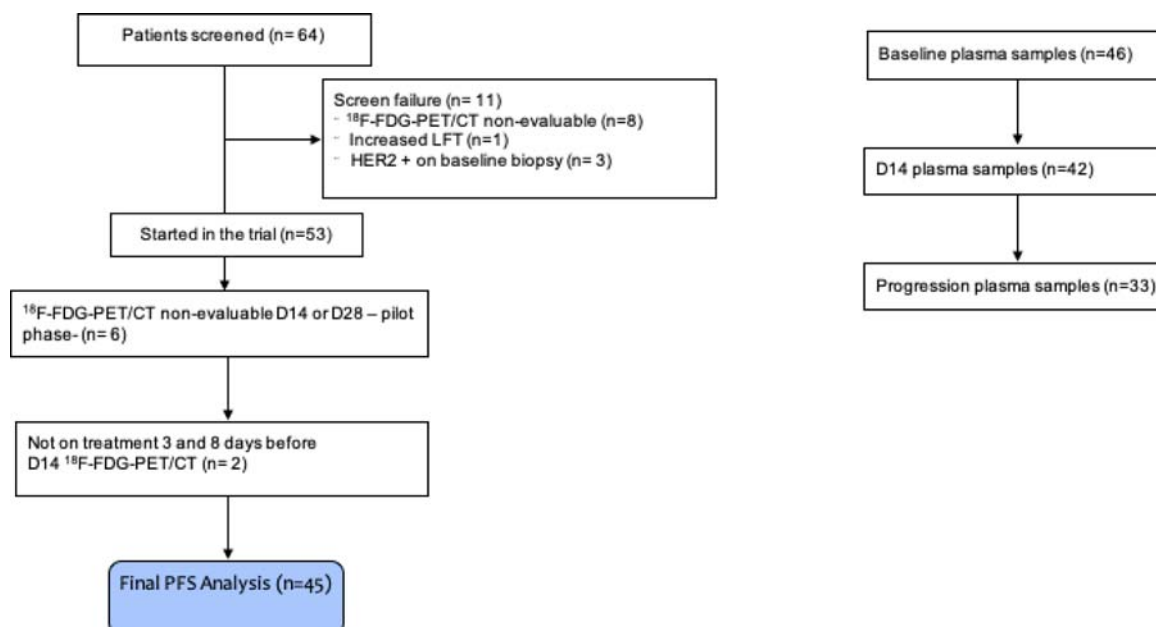 Patients screened (n= 64)
Screen failure (n= 11)
- ¹⁸F-FDG-PET/CT non-evaluable (n=8)
- Increased LFT (n=1)
- HER2 + on baseline biopsy (n= 3)
Started in the trial (n=53)
¹⁸F-FDG-PET/CT non-evaluable D14 or D28 – pilot
phase- (n= 6)
Not on treatment 3 and 8 days before
D14 ¹⁸F-FDG-PET/CT (n= 2)
Final PFS Analysis (n=45)
Baseline plasma samples (n=46)
D14 plasma samples (n=42)
Progression plasma samples (n=33)